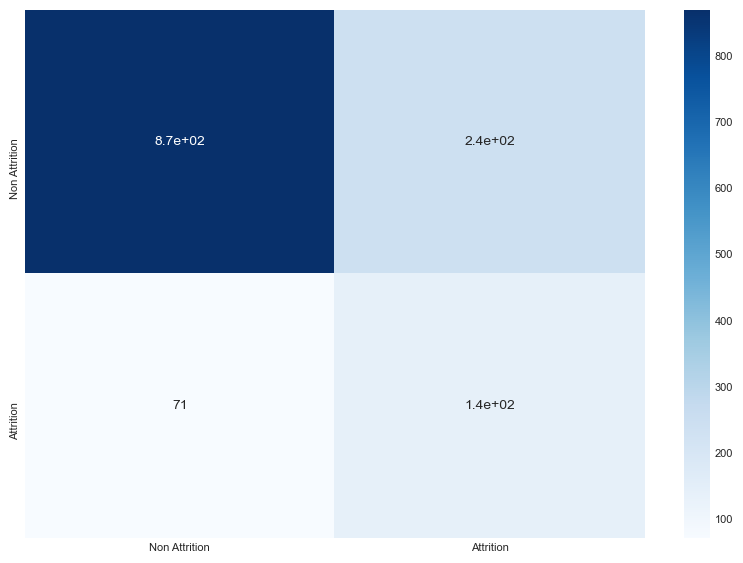 Non Attrition
8.7e+02
2.4e+02
Attrition
71
1.4e+02
Non Attrition
Attrition
800
700
600
500
400
300
200
100